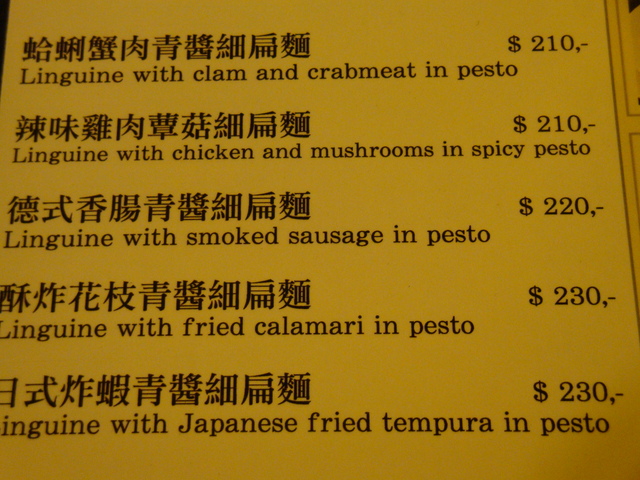 蛤蜊蟹肉青醬細扁麵 $ 210,-
Linguine with clam and crabmeat in pesto
辣味雞肉蕈菇細扁麵 $ 210,-
Linguine with chicken and mushrooms in spicy pesto
德式香腸青醬細扁麵 $ 220,-
Linguine with smoked sausage in pesto
酥炸花枝青醬細扁麵 $ 230,-
Linguine with fried calamari in pesto
日式炸蝦青醬細扁麵 $ 230,-
inguine with Japanese fried tempura in pesto